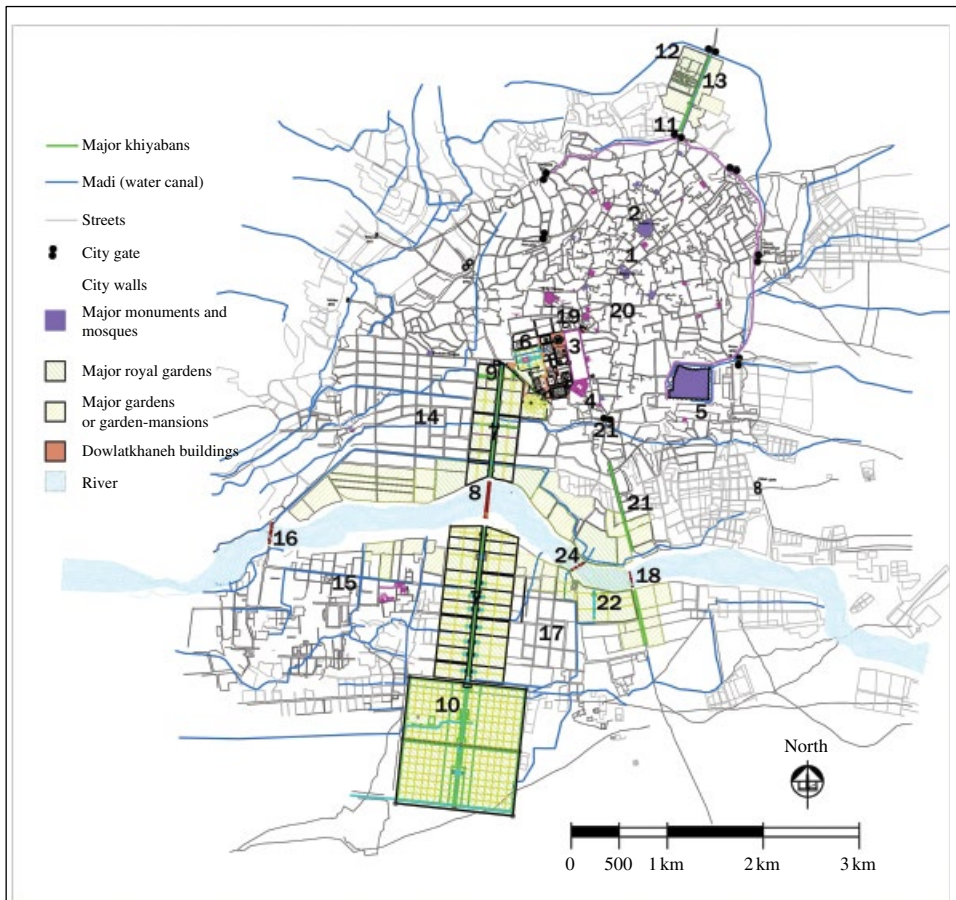 Major khiyabans
Madi (water canal)
Streets
City gate
City walls
Major monuments and
mosques
Major royal gardens
Major gardens
or garden-mansions
Dowlatkhaneh buildings
River
12
13
11
2
1
20
19
6
3
9
4
5
14
7
21
8
21
16
24
18
15
22
17
10
North
0 500 1 km 2 km 3 km